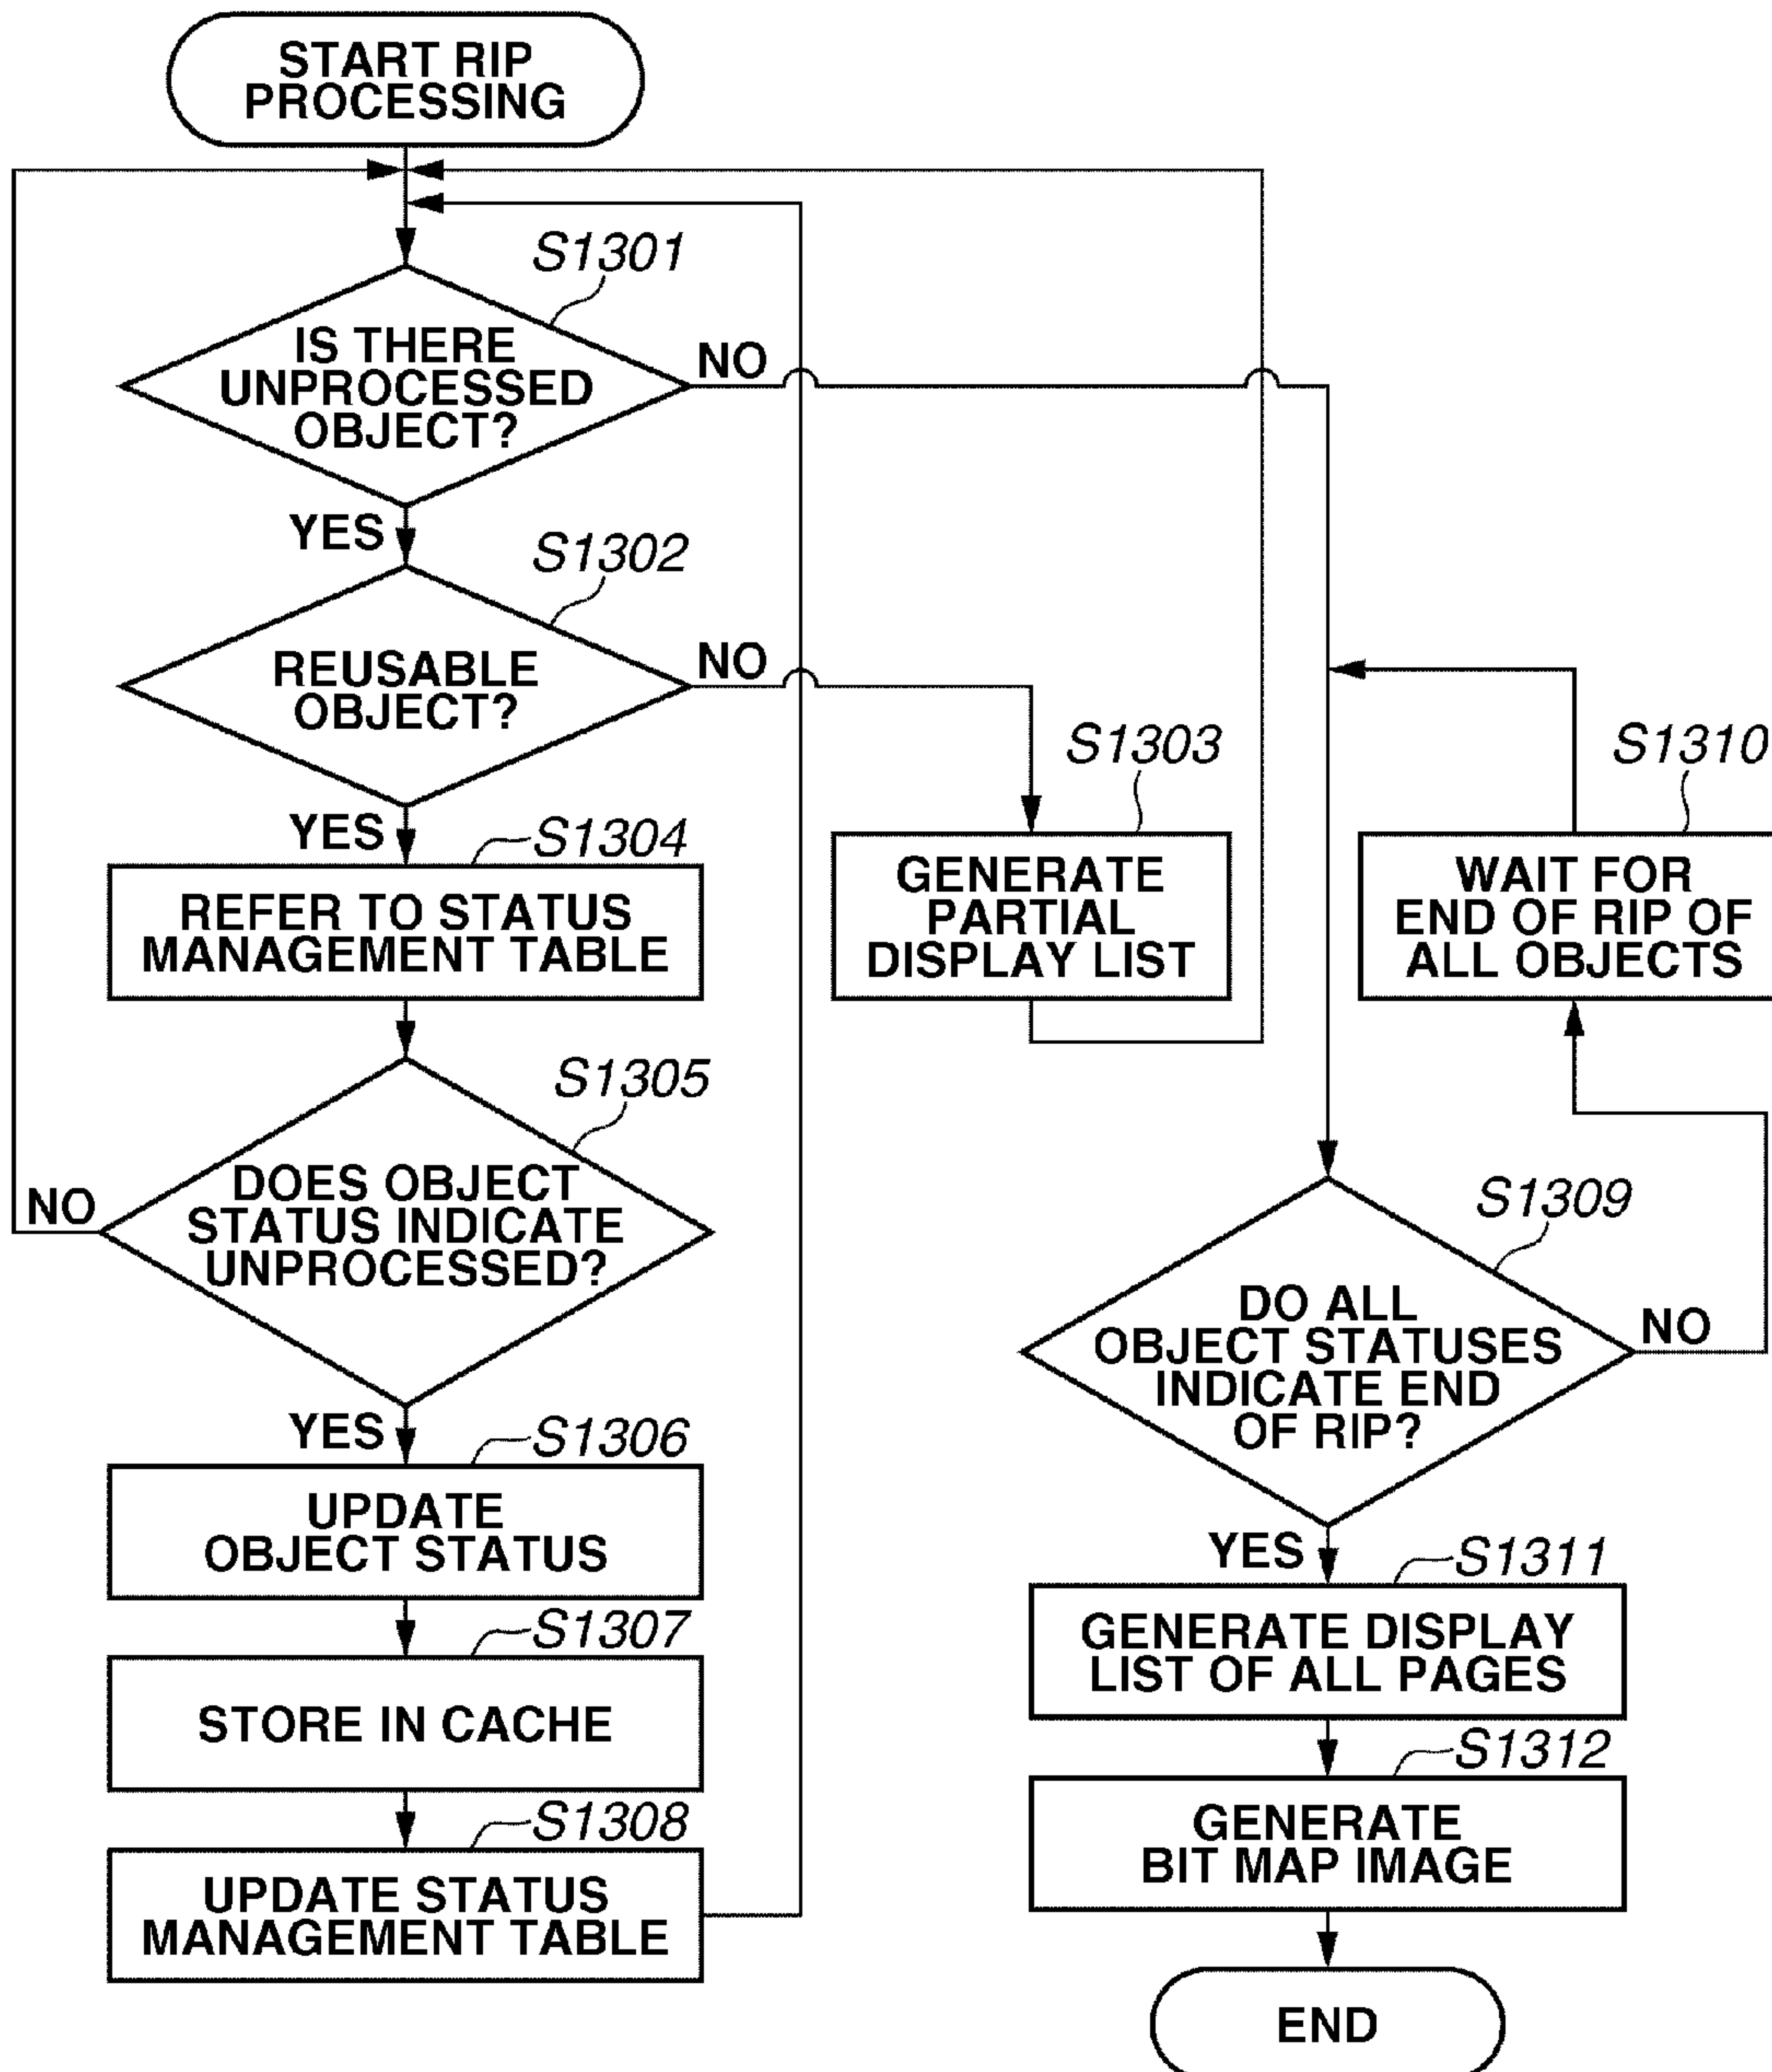 START RIP
PROCESSING
S1301
IS THERE
UNPROCESSED
OBJECT?
NO
YES
S1302
REUSABLE
OBJECT?
NO
S1303
GENERATE
PARTIAL
DISPLAY LIST
YES
S1304
REFER TO STATUS
MANAGEMENT TABLE
S1305
DOES OBJECT
STATUS INDICATE
UNPROCESSED?
NO
YES
S1306
UPDATE
OBJECT STATUS
S1307
STORE IN CACHE
S1308
UPDATE STATUS
MANAGEMENT TABLE
S1310
WAIT FOR
END OF RIP OF
ALL OBJECTS
S1309
DO ALL
OBJECT STATUSES
INDICATE END
OF RIP?
NO
YES
S1311
GENERATE DISPLAY
LIST OF ALL PAGES
S1312
GENERATE
BIT MAP IMAGE
END